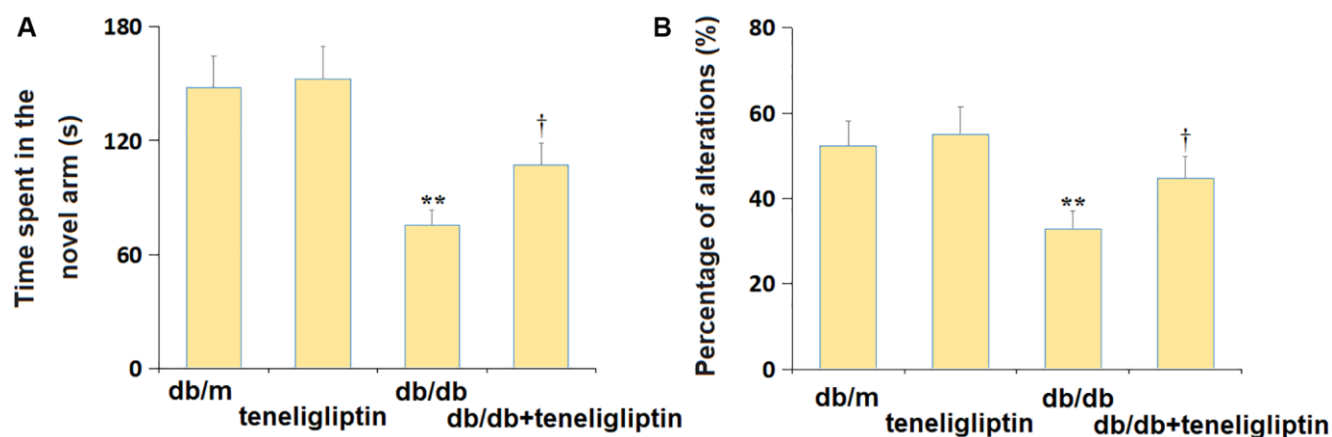 A
Time spent in the
novel arm (s)
180
120
60
0
**
†
db/m
teneligliptin
db/db
db/db+teneligliptin
B
Percentage of alterations (%)
80
60
40
20
0
**
†
db/m
teneligliptin
db/db
db/db+teneligliptin